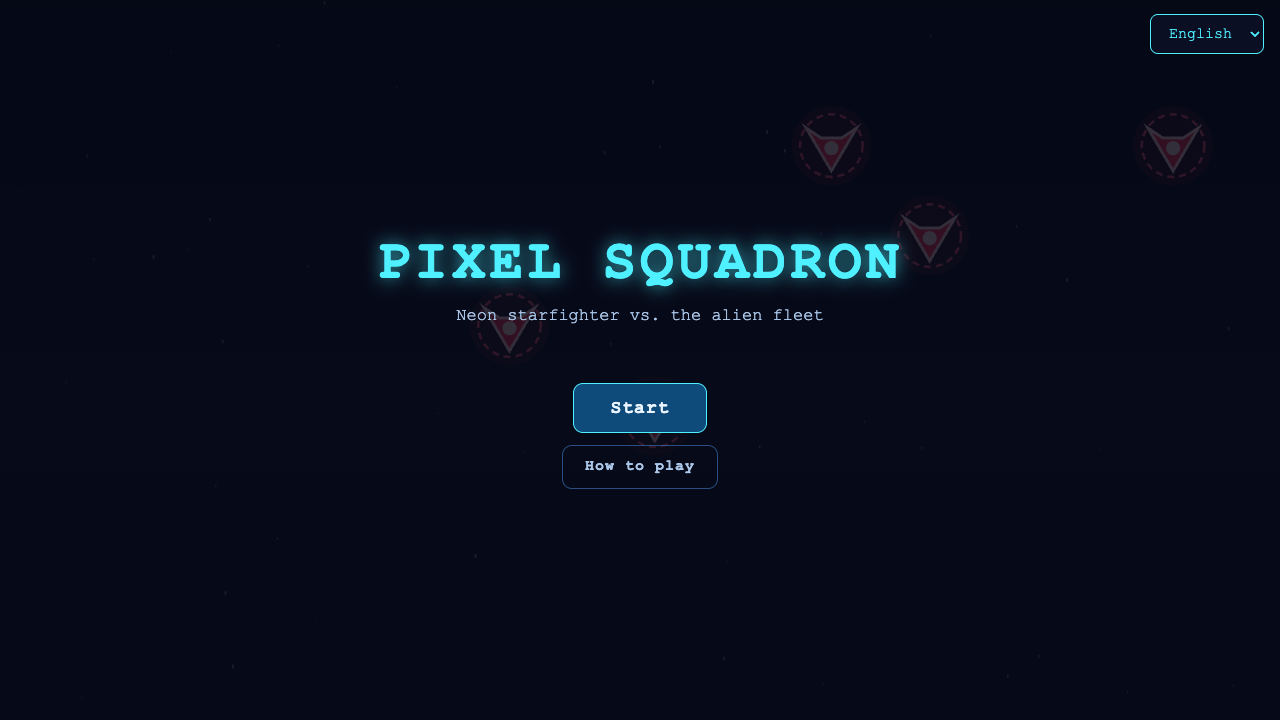 English
PIXEL SQUADRON
Neon starfighter vs. the alien fleet
Start
How to play